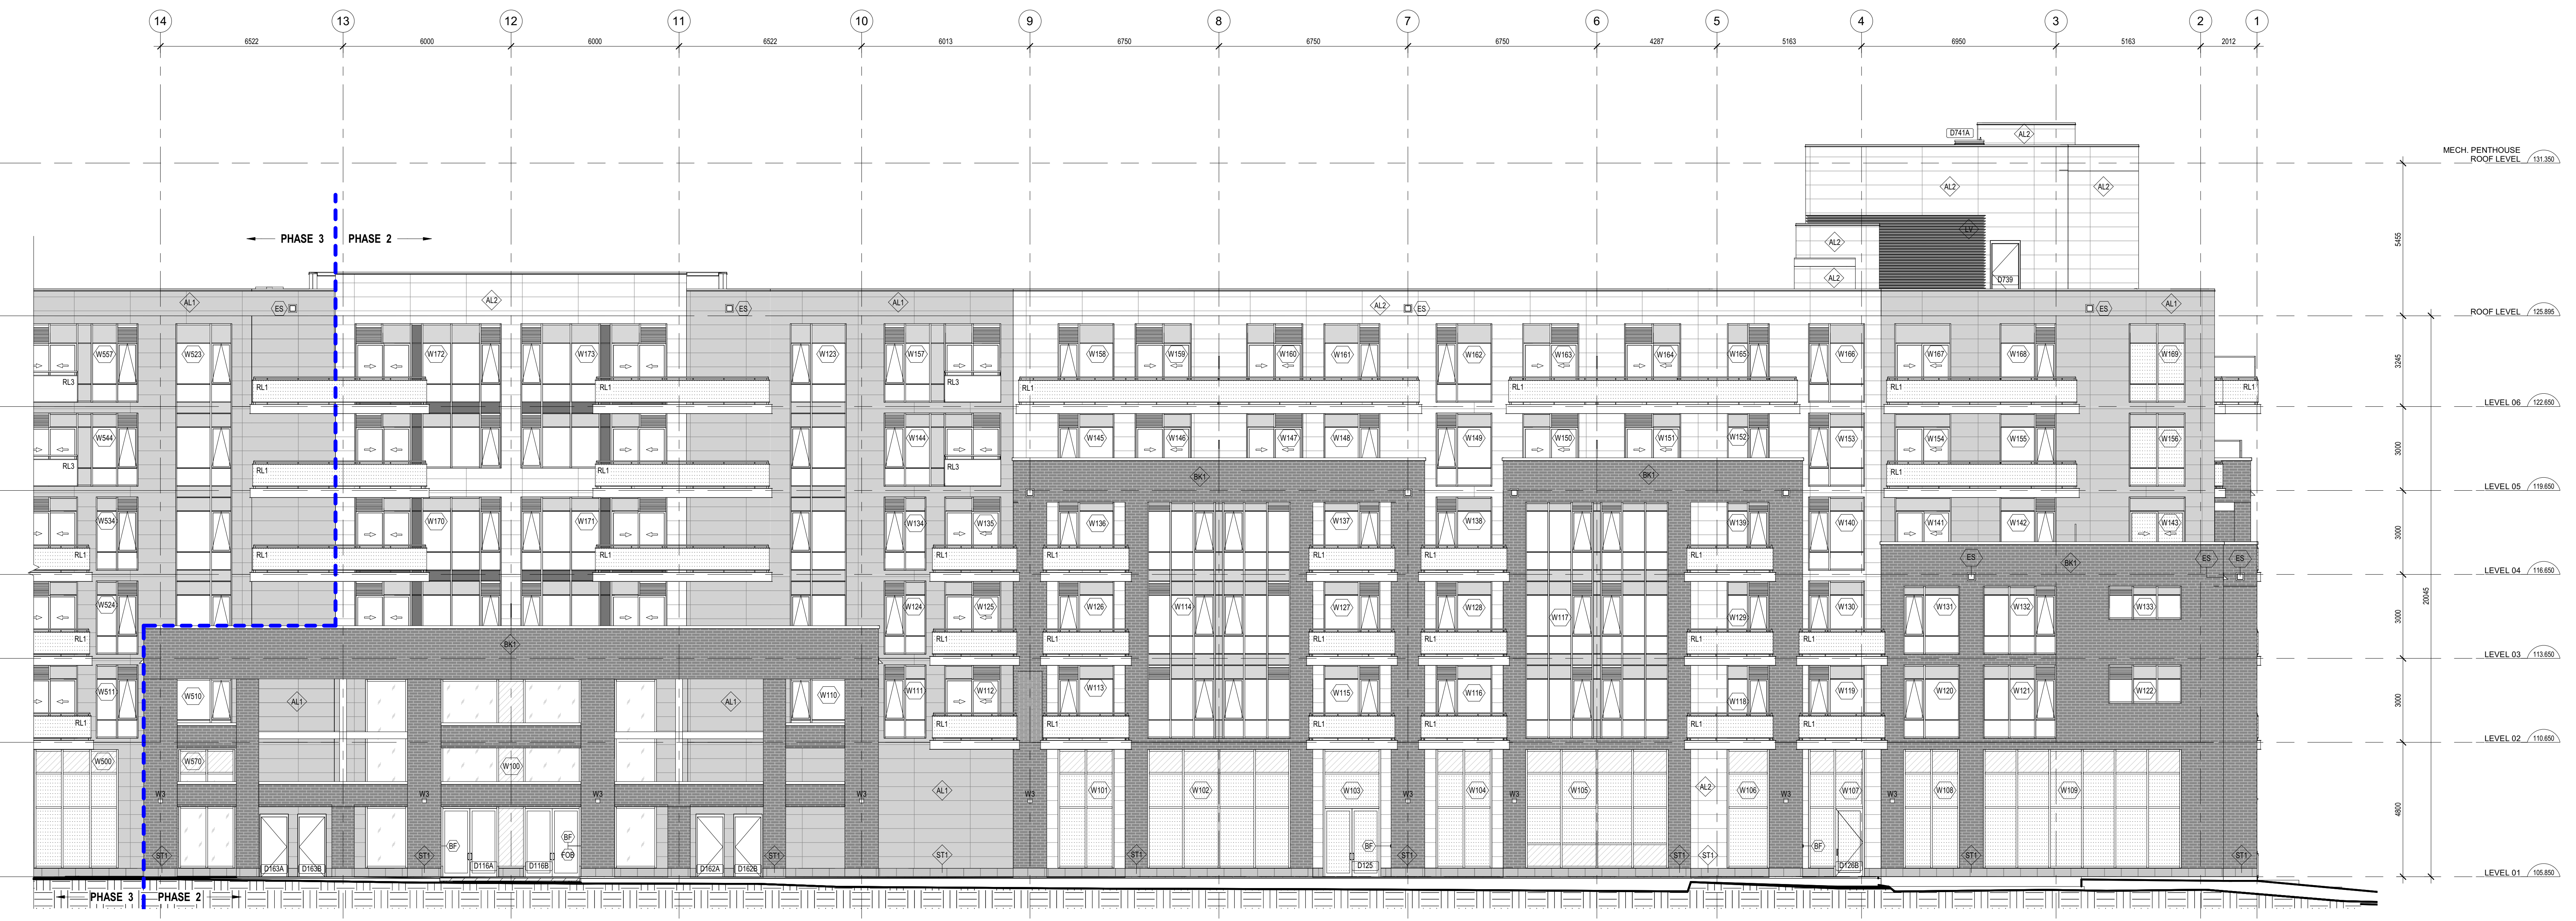 14 13 12 11 10 9 8 7 6 5 4 3 2 1
6522 6000 6000 6522 6013 6750 6750 6750 4287 5163 6950 5163 2012
D741A AL2
MECH. PENTHOUSE
ROOF LEVEL 131.350
AL2 AL2
LV
PHASE 3 PHASE 2
AL2
5455
AL2
D739
AL1 ES AL2 ES AL1 AL2 ES ES AL1
ROOF LEVEL 125.895
W557 W523 W172 W173 W123 W157 W158 W159 W160 W161 W162 W163 W164 W165 W166 W167 W168 W169
3245
RL3 RL1 RL1 RL3 RL1 RL1 RL1 RL1
LEVEL 06 122.650
W544 W144 W145 W146 W147 W148 W149 W150 W151 W152 W153 W154 W155 W156
3000
RL3 RL1 RL1 RL3 BK1 BK1 RL1
LEVEL 05 119.650
W534 W170 W171 W134 W135 W136 W137 W138 W139 W140 W141 W142 W143
3000
RL1 RL1 RL1 RL1 RL1 RL1 RL1 RL1 ES BK1 ES ES
LEVEL 04 116.650
20045
W524 W124 W125 W126 W114 W127 W128 W117 W129 W130 W131 W132 W133
3000
RL1 BK1 RL1 RL1 RL1 RL1 RL1 RL1
LEVEL 03 113.650
W511 W510 AL1 AL1 W110 W111 W112 W113 W115 W116 W118 W119 W120 W121 W122
3000
RL1 RL1 RL1 RL1 RL1 RL1 RL1
LEVEL 02 110.650
W500 W570 W100 AL1 W101 W102 W103 W104 W105 AL2 W106 W107 W108 W109
W3 W3 W3 W3 W3 W3 W3 W3 W3
4800
BF BF BF BF
ST1 ST1 FOB ST1 ST1 ST1 ST1 ST1 ST1 ST1 ST1
D163A D163B D116A D116B D162A D162B D125 D126B
LEVEL 01 105.850
PHASE 3 PHASE 2